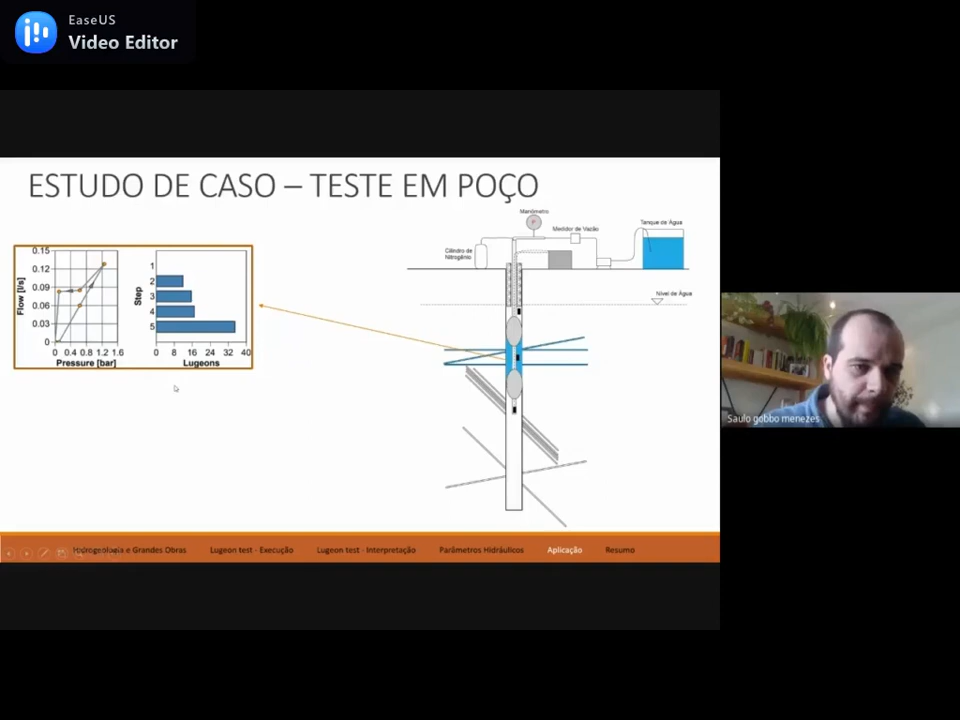 EaseUS
Video Editor
ESTUDO DE CASO – TESTE EM POÇO
Manômetro
Medidor de Vazão
Tanque de Água
Cilindro de
Nitrogênio
Nível de Água
0.15
0.12
0.09
0.06
0.03
0
Flow [l/s]
0 0.4 0.8 1.2 1.6
Pressure [bar]
Step
1
2
3
4
5
0 8 16 24 32 40
Lugeons
Saulo gobbo menezes
Hidrogeologia e Grandes Obras
Lugeon test - Execução
Lugeon test - Interpretação
Parâmetros Hidráulicos
Aplicação
Resumo